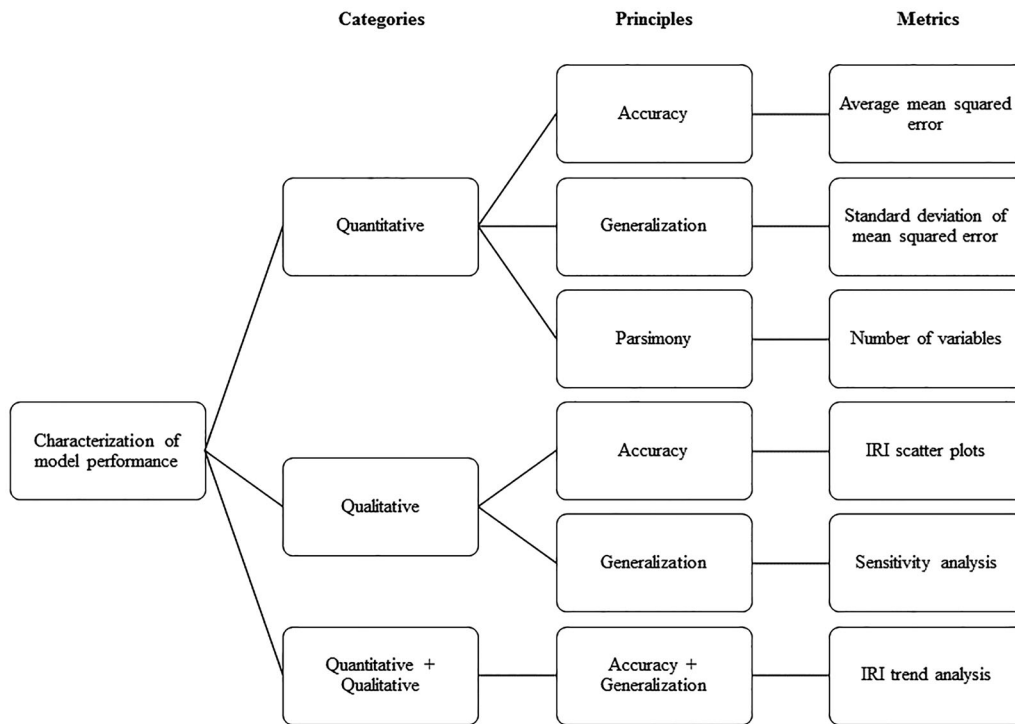 Categories
Principles
Metrics
Accuracy
Average mean squared
error
Quantitative
Generalization
Standard deviation of
mean squared error
Parsimony
Number of variables
Characterization of
model performance
Accuracy
IRI scatter plots
Qualitative
Generalization
Sensitivity analysis
Quantitative +
Qualitative
Accuracy +
Generalization
IRI trend analysis